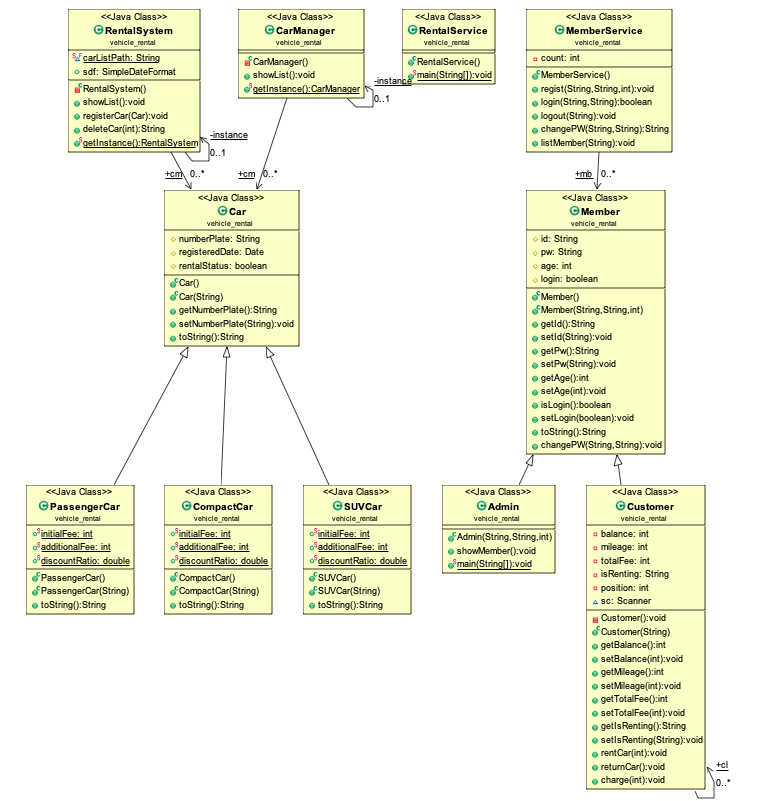 <<Java Class>>
RentalSystem
vehicle_rental
carListPath: String
sdf: SimpleDateFormat
RentalSystem()
showList():void
registerCar(Car):void
deleteCar(int):String
getInstance():RentalSystem
-instance
0..1
+cm
0..*
<<Java Class>>
CarManager
vehicle_rental
CarManager()
showList():void
getInstance():CarManager
-instance
0..1
+cm
0..*
<<Java Class>>
RentalService
vehicle_rental
RentalService()
main(String[]):void
<<Java Class>>
MemberService
vehicle_rental
count: int
MemberService()
regist(String,String,int):void
login(String,String):boolean
logout(String):void
changePW(String,String):String
listMember(String):void
+mb
0..*
<<Java Class>>
Car
vehicle_rental
numberPlate: String
registeredDate: Date
rentalStatus: boolean
Car()
Car(String)
getNumberPlate():String
setNumberPlate(String):void
toString():String
<<Java Class>>
Member
vehicle_rental
id: String
pw: String
age: int
login: boolean
Member()
Member(String,String,int)
getId():String
setId(String):void
getPw():String
setPw(String):void
getAge():int
setAge(int):void
isLogin():boolean
setLogin(boolean):void
toString():String
changePW(String,String):void
<<Java Class>>
PassengerCar
vehicle_rental
initialFee: int
additionalFee: int
discountRatio: double
PassengerCar()
PassengerCar(String)
toString():String
<<Java Class>>
CompactCar
vehicle_rental
initialFee: int
additionalFee: int
discountRatio: double
CompactCar()
CompactCar(String)
toString():String
<<Java Class>>
SUVCar
vehicle_rental
initialFee: int
additionalFee: int
discountRatio: double
SUVCar()
SUVCar(String)
toString():String
<<Java Class>>
Admin
vehicle_rental
Admin(String,String,int)
showMember():void
main(String[]):void
<<Java Class>>
Customer
vehicle_rental
balance: int
mileage: int
totalFee: int
isRenting: String
position: int
sc: Scanner
Customer():void
Customer(String)
getBalance():int
setBalance(int):void
getMileage():int
setMileage(int):void
getTotalFee():int
setTotalFee(int):void
getIsRenting():String
setIsRenting(String):void
rentCar(int):void
returnCar():void
charge(int):void
+cl
0..*